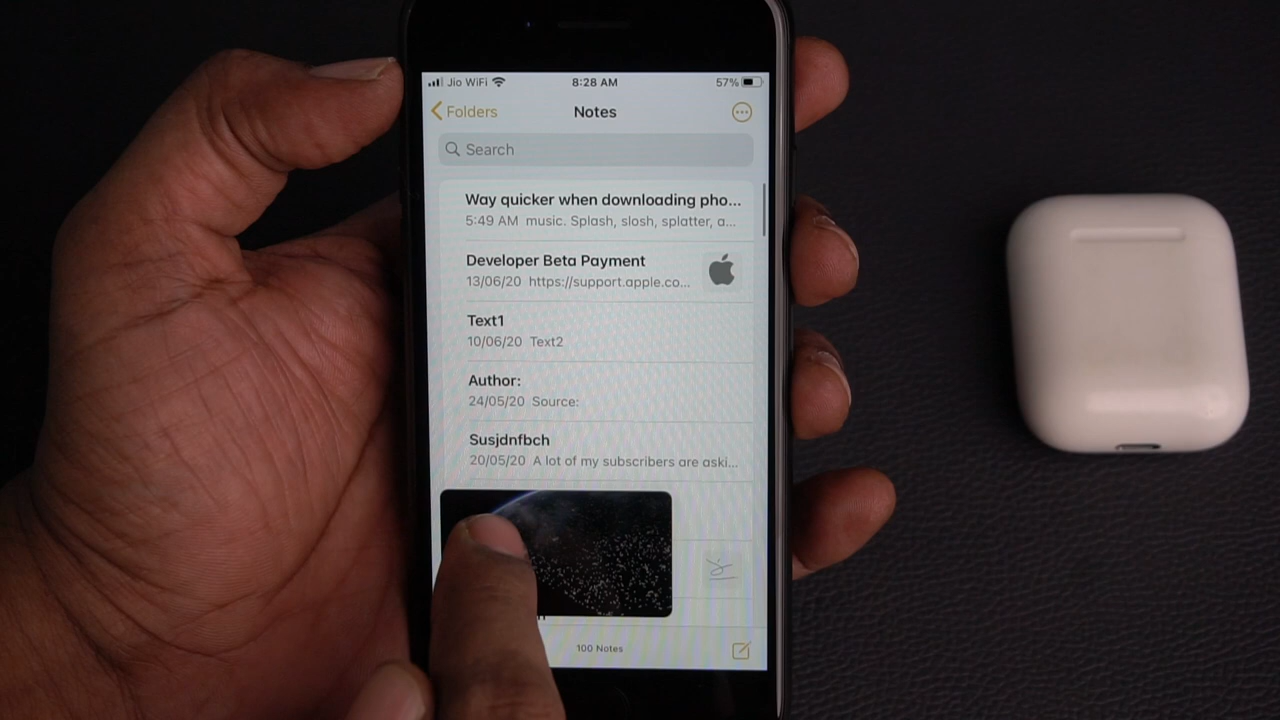 Jio WiFi 8:28 AM 57%
Folders Notes
Search
Way quicker when downloading pho...
5:49 AM music. Splash, slosh, splatter, a...
Developer Beta Payment
13/06/20 https://support.apple.co...
Text1
10/06/20 Text2
Author:
24/05/20 Source:
Susjdnfbch
20/05/20 A lot of my subscribers are aski...
100 Notes